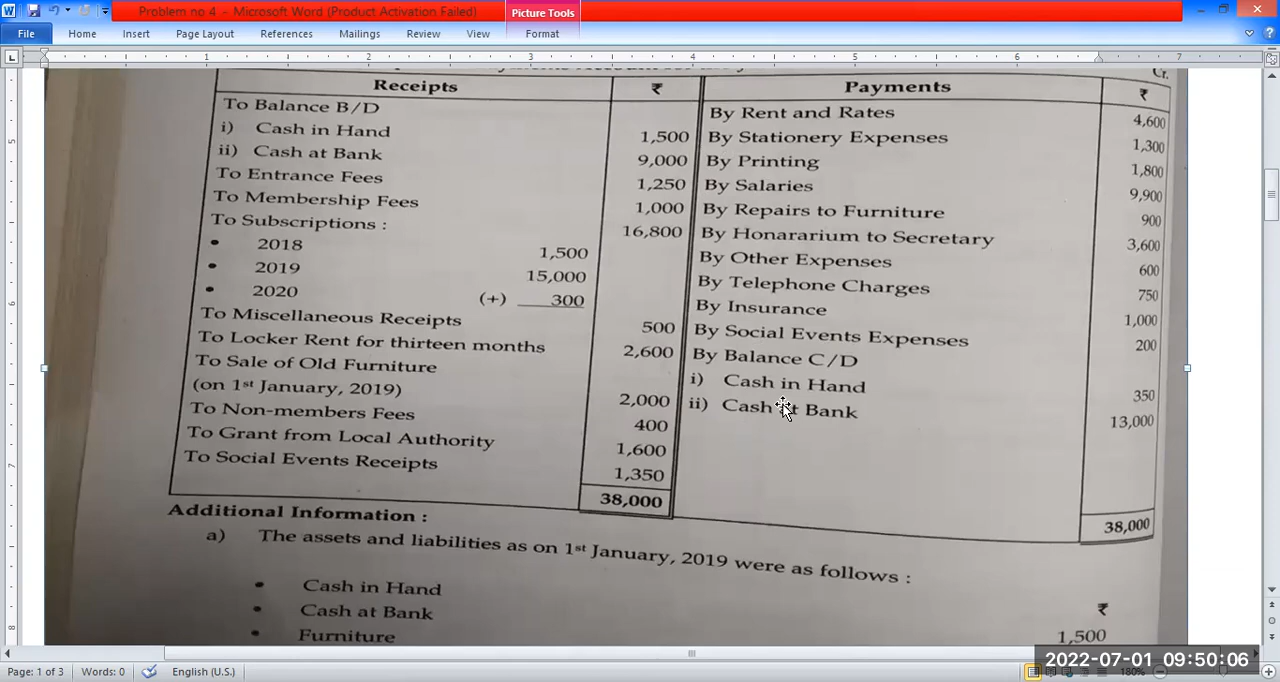 Problem no 4 - Microsoft Word (Product Activation Failed)
Picture Tools
File Home Insert Page Layout References Mailings Review View Format
1 2 3 4 5 6 7
Cr.
Receipts ₹ Payments ₹
To Balance B/D By Rent and Rates 4,600
i) Cash in Hand 1,500 By Stationery Expenses 1,300
ii) Cash at Bank 9,000 By Printing 1,800
To Entrance Fees 1,250 By Salaries 9,900
To Membership Fees 1,000 By Repairs to Furniture 900
To Subscriptions : 16,800 By Honararium to Secretary 3,600
• 2018 1,500 By Other Expenses 600
• 2019 15,000 By Telephone Charges 750
• 2020 (+) 300 By Insurance 1,000
To Miscellaneous Receipts 500 By Social Events Expenses 200
To Locker Rent for thirteen months 2,600 By Balance C/D
To Sale of Old Furniture i) Cash in Hand 350
(on 1st January, 2019) 2,000 ii) Cash at Bank 13,000
To Non-members Fees 400
To Grant from Local Authority 1,600
To Social Events Receipts 1,350
38,000 38,000
Additional Information :
a) The assets and liabilities as on 1st January, 2019 were as follows :
₹
• Cash in Hand 1,500
• Cash at Bank
• Furniture
Page: 1 of 3 Words: 0 English (U.S.) 180%
2022-07-01 09:50:06